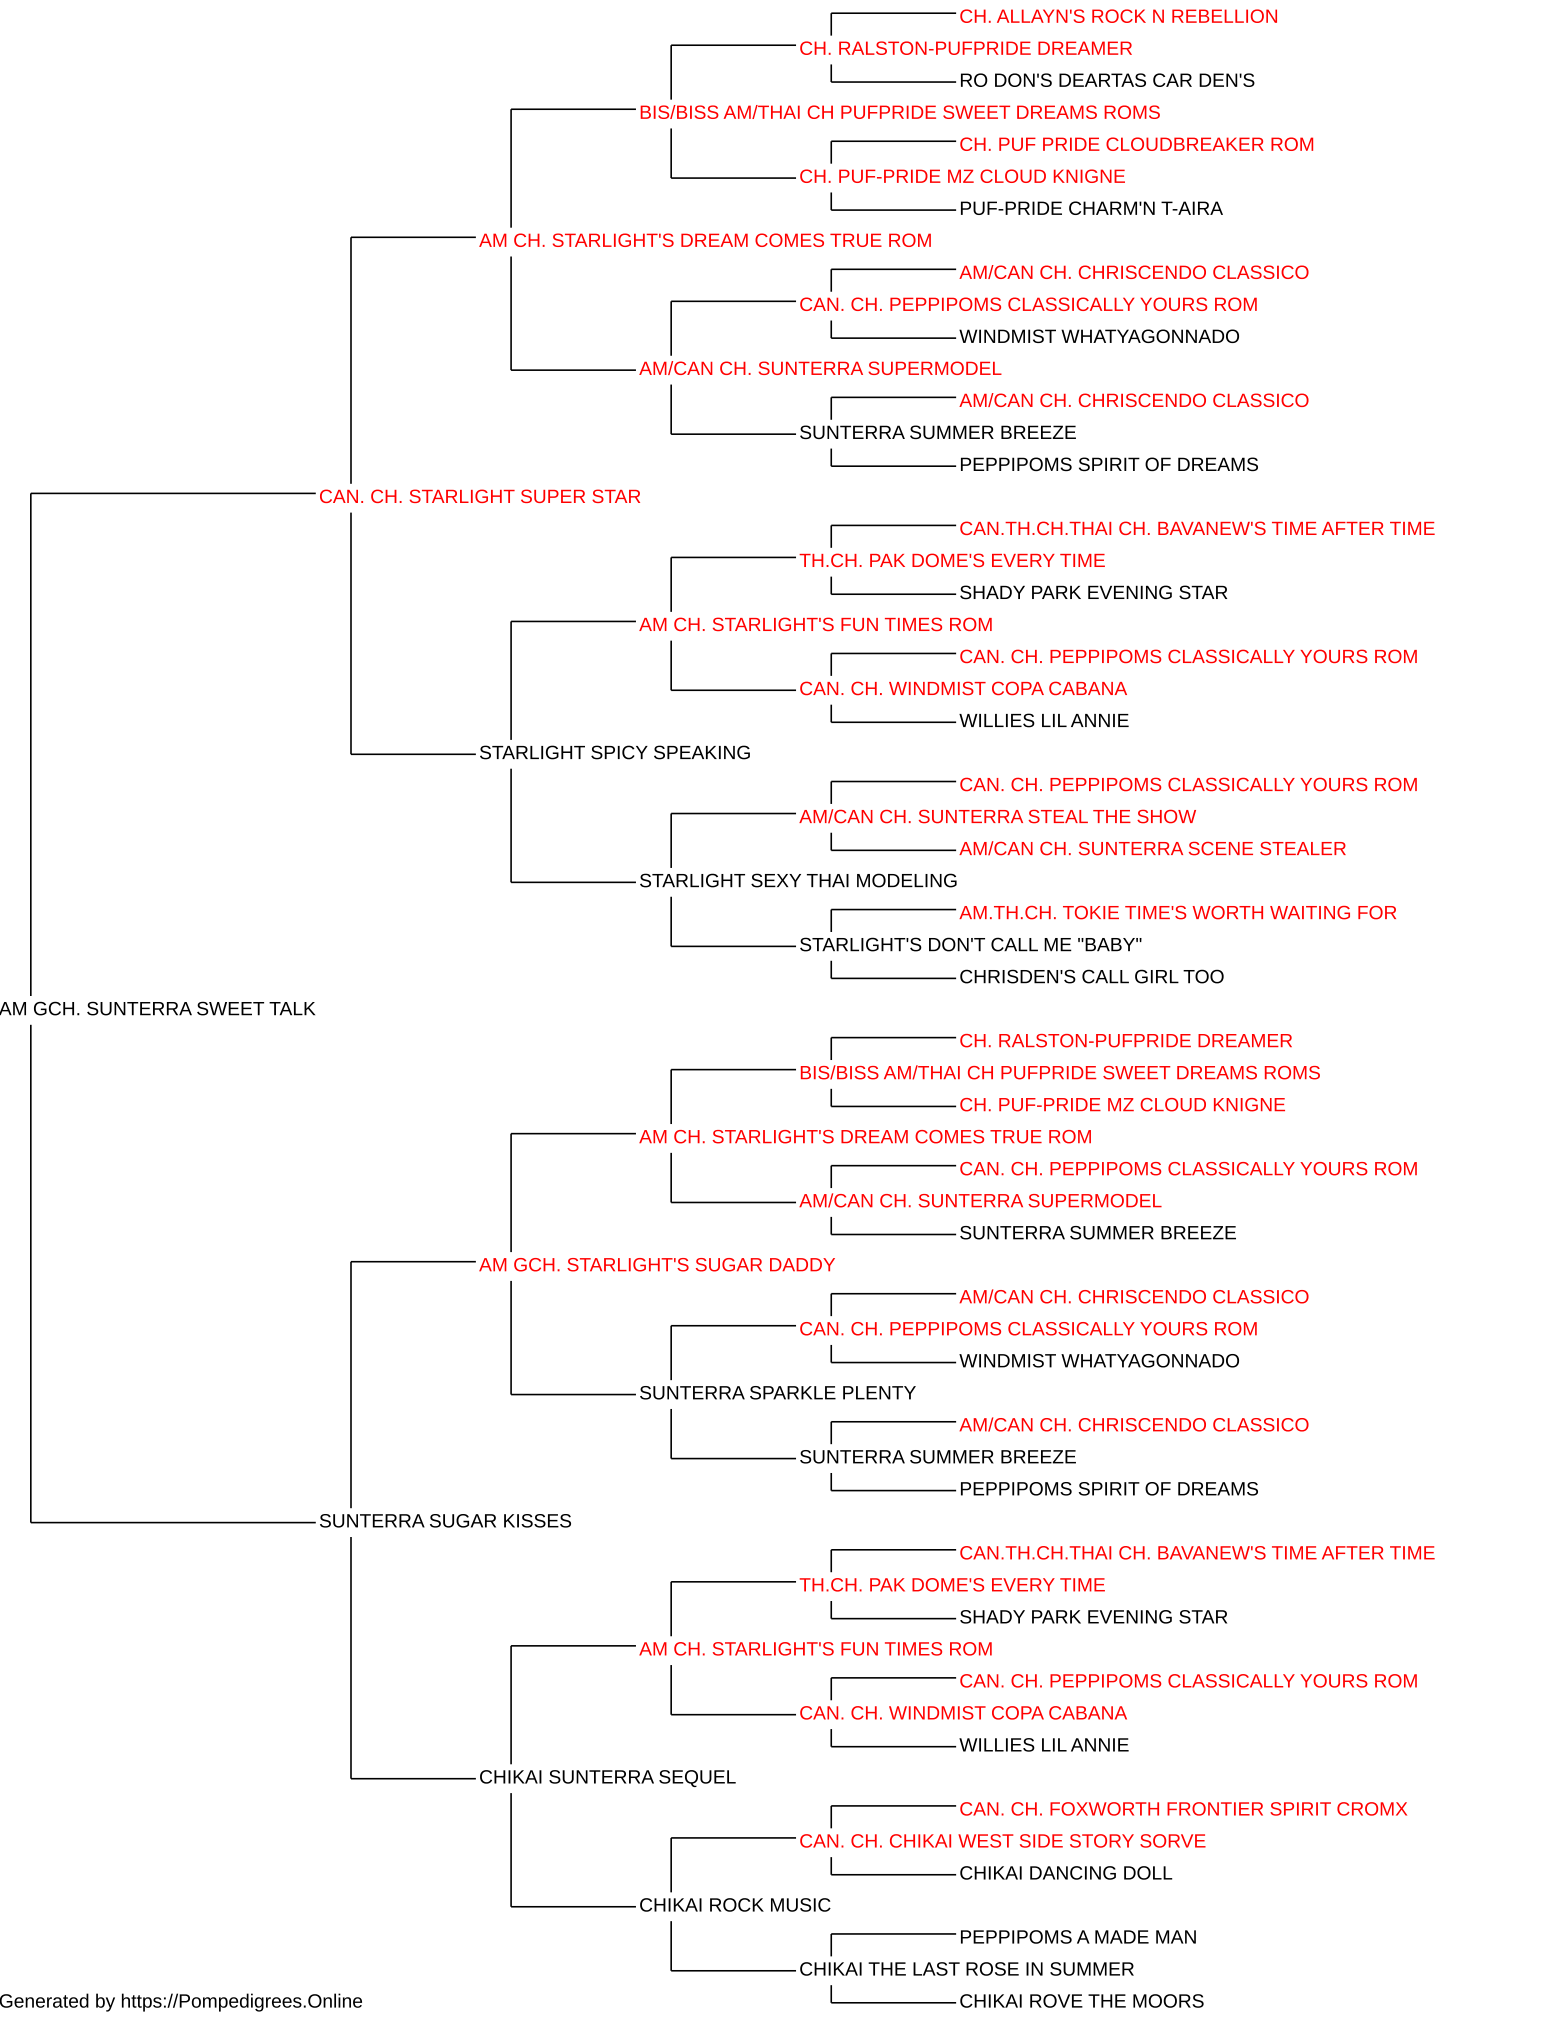 CH. ALLAYN'S ROCK N REBELLION
CH. RALSTON-PUFPRIDE DREAMER
RO DON'S DEARTAS CAR DEN'S
BIS/BISS AM/THAI CH PUFPRIDE SWEET DREAMS ROMS
CH. PUF PRIDE CLOUDBREAKER ROM
CH. PUF-PRIDE MZ CLOUD KNIGNE
PUF-PRIDE CHARM'N T-AIRA
AM CH. STARLIGHT'S DREAM COMES TRUE ROM
AM/CAN CH. CHRISCENDO CLASSICO
CAN. CH. PEPPIPOMS CLASSICALLY YOURS ROM
WINDMIST WHATYAGONNADO
AM/CAN CH. SUNTERRA SUPERMODEL
AM/CAN CH. CHRISCENDO CLASSICO
SUNTERRA SUMMER BREEZE
PEPPIPOMS SPIRIT OF DREAMS
CAN. CH. STARLIGHT SUPER STAR
CAN.TH.CH.THAI CH. BAVANEW'S TIME AFTER TIME
TH.CH. PAK DOME'S EVERY TIME
SHADY PARK EVENING STAR
AM CH. STARLIGHT'S FUN TIMES ROM
CAN. CH. PEPPIPOMS CLASSICALLY YOURS ROM
CAN. CH. WINDMIST COPA CABANA
WILLIES LIL ANNIE
STARLIGHT SPICY SPEAKING
CAN. CH. PEPPIPOMS CLASSICALLY YOURS ROM
AM/CAN CH. SUNTERRA STEAL THE SHOW
AM/CAN CH. SUNTERRA SCENE STEALER
STARLIGHT SEXY THAI MODELING
AM.TH.CH. TOKIE TIME'S WORTH WAITING FOR
STARLIGHT'S DON'T CALL ME "BABY"
CHRISDEN'S CALL GIRL TOO
AM GCH. SUNTERRA SWEET TALK
CH. RALSTON-PUFPRIDE DREAMER
BIS/BISS AM/THAI CH PUFPRIDE SWEET DREAMS ROMS
CH. PUF-PRIDE MZ CLOUD KNIGNE
AM CH. STARLIGHT'S DREAM COMES TRUE ROM
CAN. CH. PEPPIPOMS CLASSICALLY YOURS ROM
AM/CAN CH. SUNTERRA SUPERMODEL
SUNTERRA SUMMER BREEZE
AM GCH. STARLIGHT'S SUGAR DADDY
AM/CAN CH. CHRISCENDO CLASSICO
CAN. CH. PEPPIPOMS CLASSICALLY YOURS ROM
WINDMIST WHATYAGONNADO
SUNTERRA SPARKLE PLENTY
AM/CAN CH. CHRISCENDO CLASSICO
SUNTERRA SUMMER BREEZE
PEPPIPOMS SPIRIT OF DREAMS
SUNTERRA SUGAR KISSES
CAN.TH.CH.THAI CH. BAVANEW'S TIME AFTER TIME
TH.CH. PAK DOME'S EVERY TIME
SHADY PARK EVENING STAR
AM CH. STARLIGHT'S FUN TIMES ROM
CAN. CH. PEPPIPOMS CLASSICALLY YOURS ROM
CAN. CH. WINDMIST COPA CABANA
WILLIES LIL ANNIE
CHIKAI SUNTERRA SEQUEL
CAN. CH. FOXWORTH FRONTIER SPIRIT CROMX
CAN. CH. CHIKAI WEST SIDE STORY SORVE
CHIKAI DANCING DOLL
CHIKAI ROCK MUSIC
PEPPIPOMS A MADE MAN
CHIKAI THE LAST ROSE IN SUMMER
CHIKAI ROVE THE MOORS
Generated by https://Pompedigrees.Online